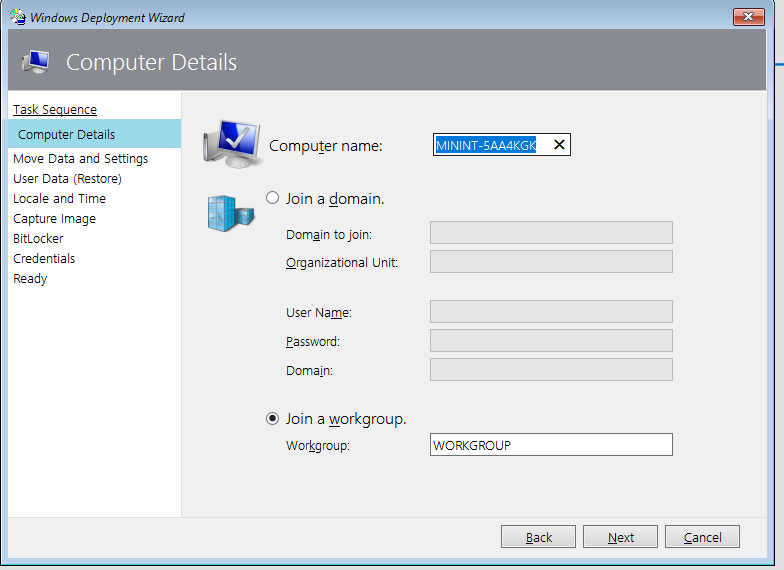 Windows Deployment Wizard
Computer Details
Task Sequence
Computer Details
Move Data and Settings
User Data (Restore)
Locale and Time
Capture Image
BitLocker
Credentials
Ready
Computer name: MININT-5AA4KGK
Join a domain.
Domain to join:
Organizational Unit:
User Name:
Password:
Domain:
Join a workgroup.
Workgroup: WORKGROUP
Back Next Cancel